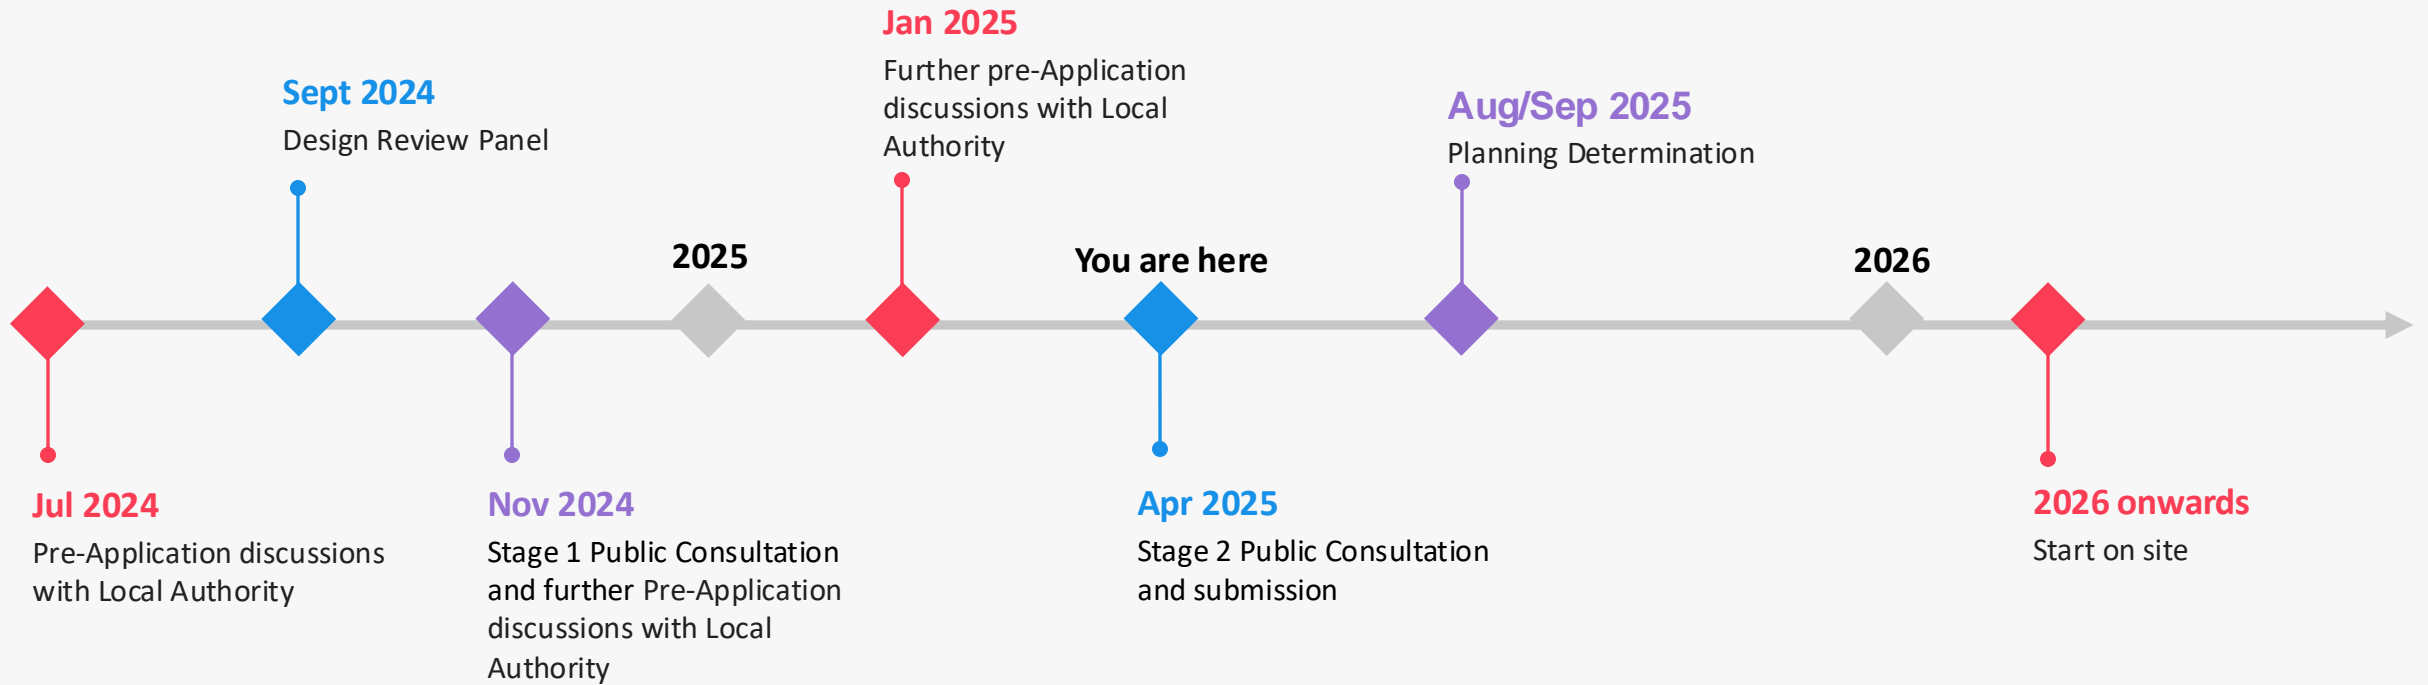 Jan 2025
Further pre-Application
discussions with Local
Authority
Sept 2024
Design Review Panel
Aug/Sep 2025
Planning Determination
2025
You are here
2026
Jul 2024
Pre-Application discussions
with Local Authority
Nov 2024
Stage 1 Public Consultation
and further Pre-Application
discussions with Local
Authority
Apr 2025
Stage 2 Public Consultation
and submission
2026 onwards
Start on site